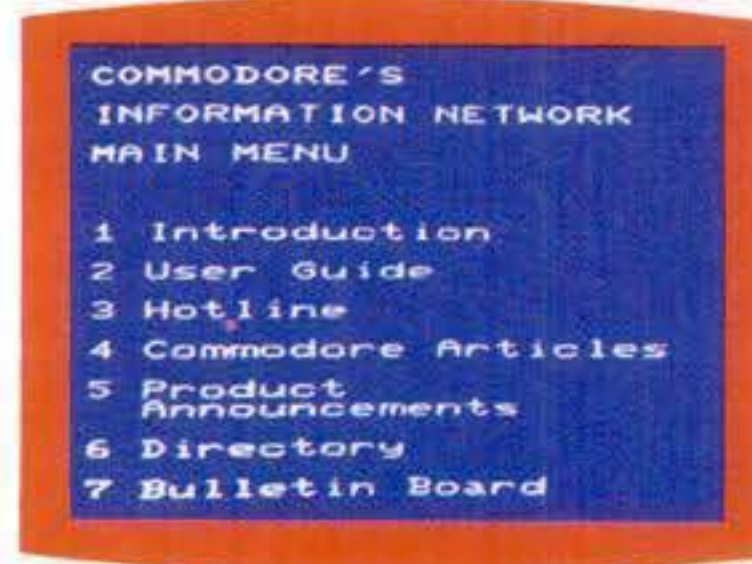 COMMODORE'S
INFORMATION NETWORK
MAIN MENU
1 Introduction
2 User Guide
3 Hotline
4 Commodore Articles
5 Product
Announcements
6 Directory
7 Bulletin Board